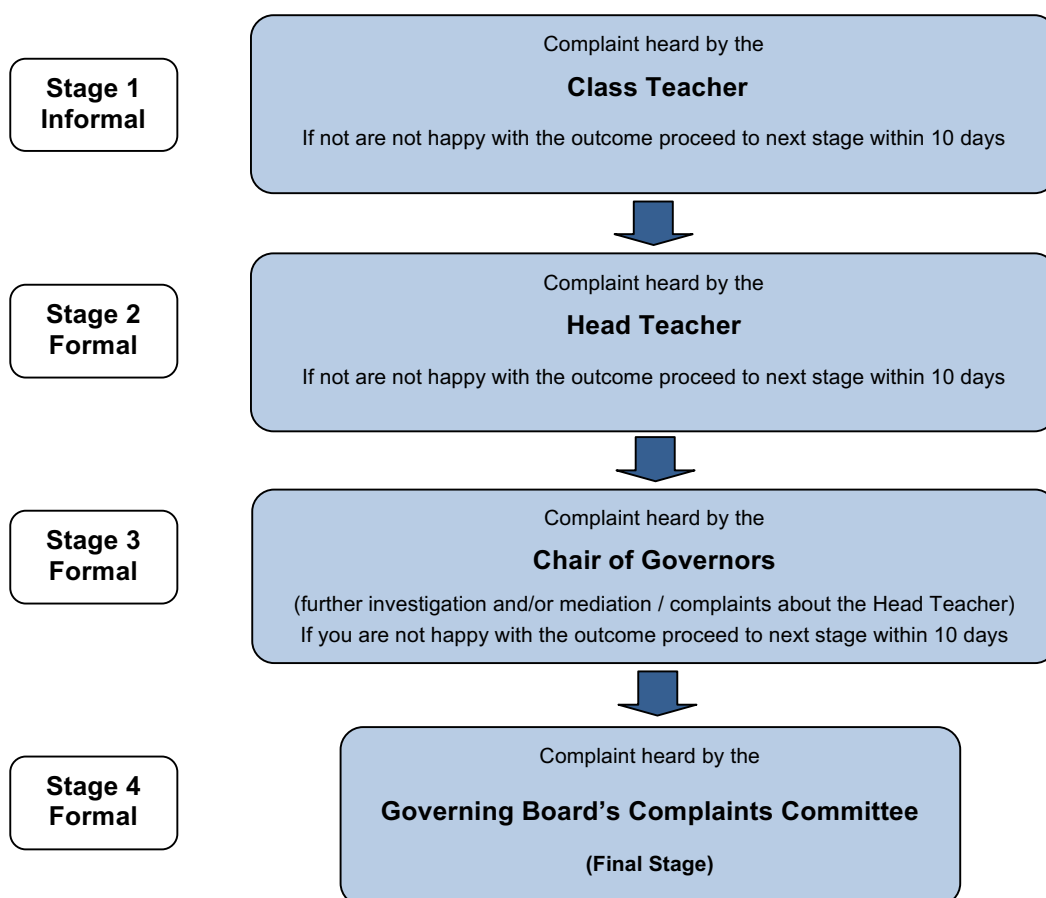 Stage 1
Informal
Complaint heard by the
Class Teacher
If not are not happy with the outcome proceed to next stage within 10 days
Stage 2
Formal
Complaint heard by the
Head Teacher
If not are not happy with the outcome proceed to next stage within 10 days
Stage 3
Formal
Complaint heard by the
Chair of Governors
(further investigation and/or mediation / complaints about the Head Teacher)
If you are not happy with the outcome proceed to next stage within 10 days
Stage 4
Formal
Complaint heard by the
Governing Board’s Complaints Committee
(Final Stage)